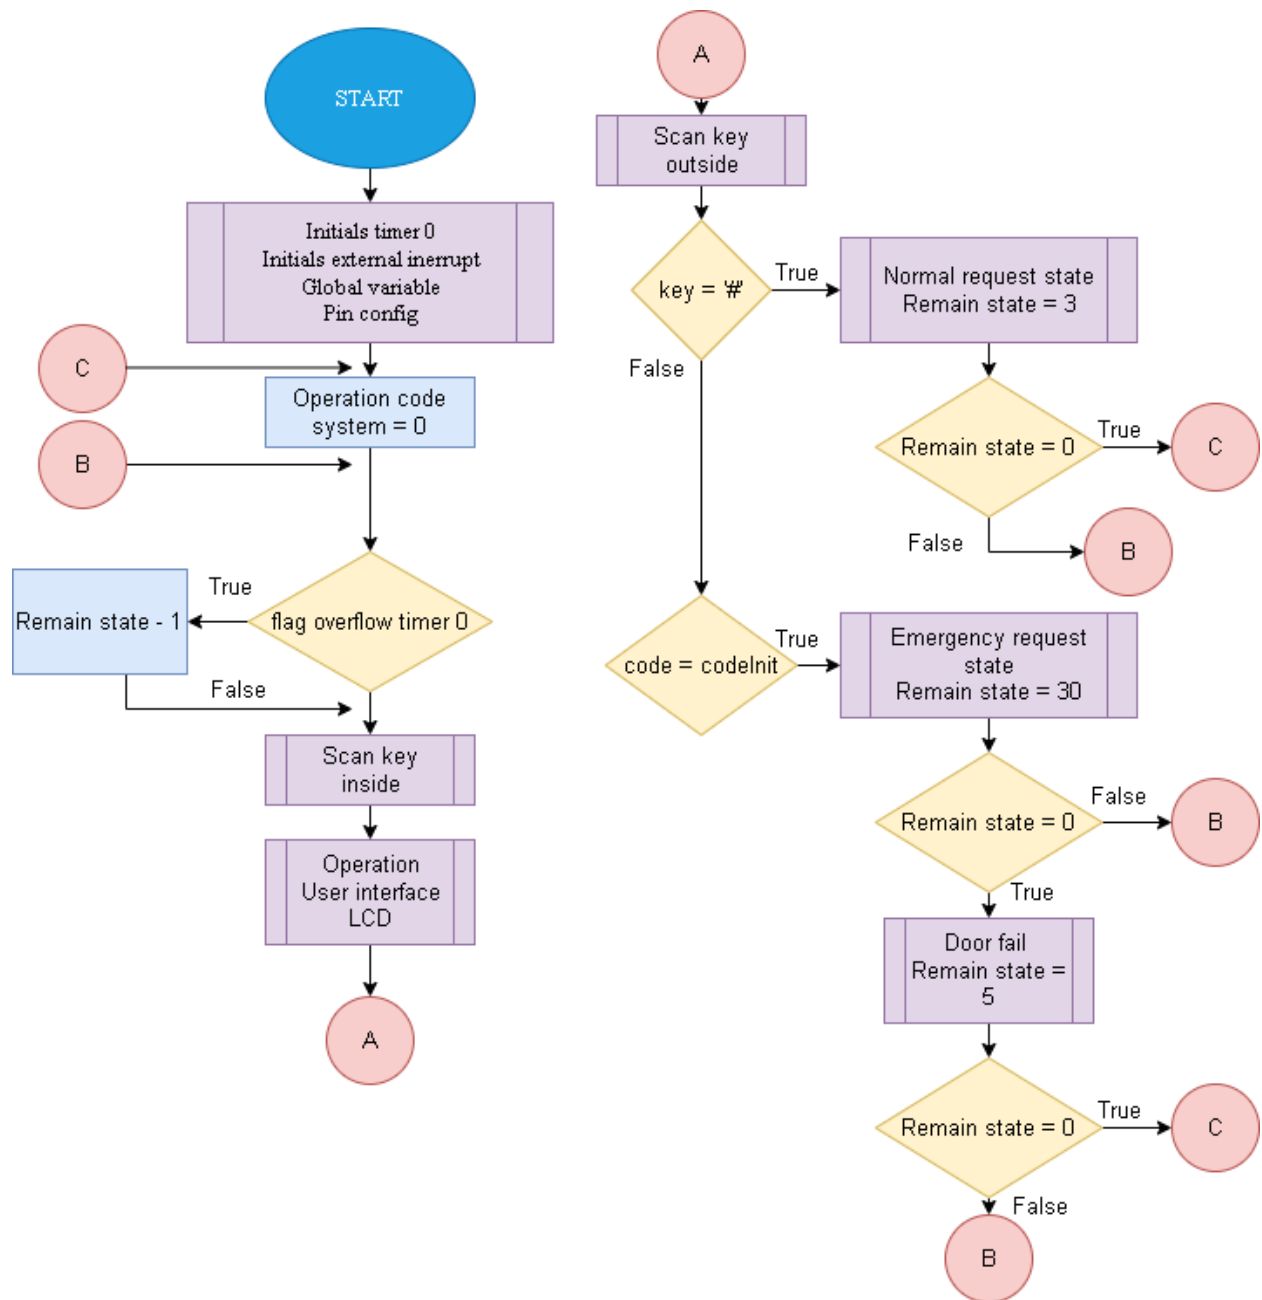 START
Initials timer 0
Initials external inerrupt
Global variable
Pin config
C
Operation code
system = 0
B
flag overflow timer 0
True
Remain state - 1
False
Scan key
inside
Operation
User interface
LCD
A
A
Scan key
outside
key = '#'
True
Normal request state
Remain state = 3
False
Remain state = 0
True
C
False
B
code = codeInit
True
Emergency request
state
Remain state = 30
Remain state = 0
False
B
True
Door fail
Remain state =
5
Remain state = 0
True
C
False
B